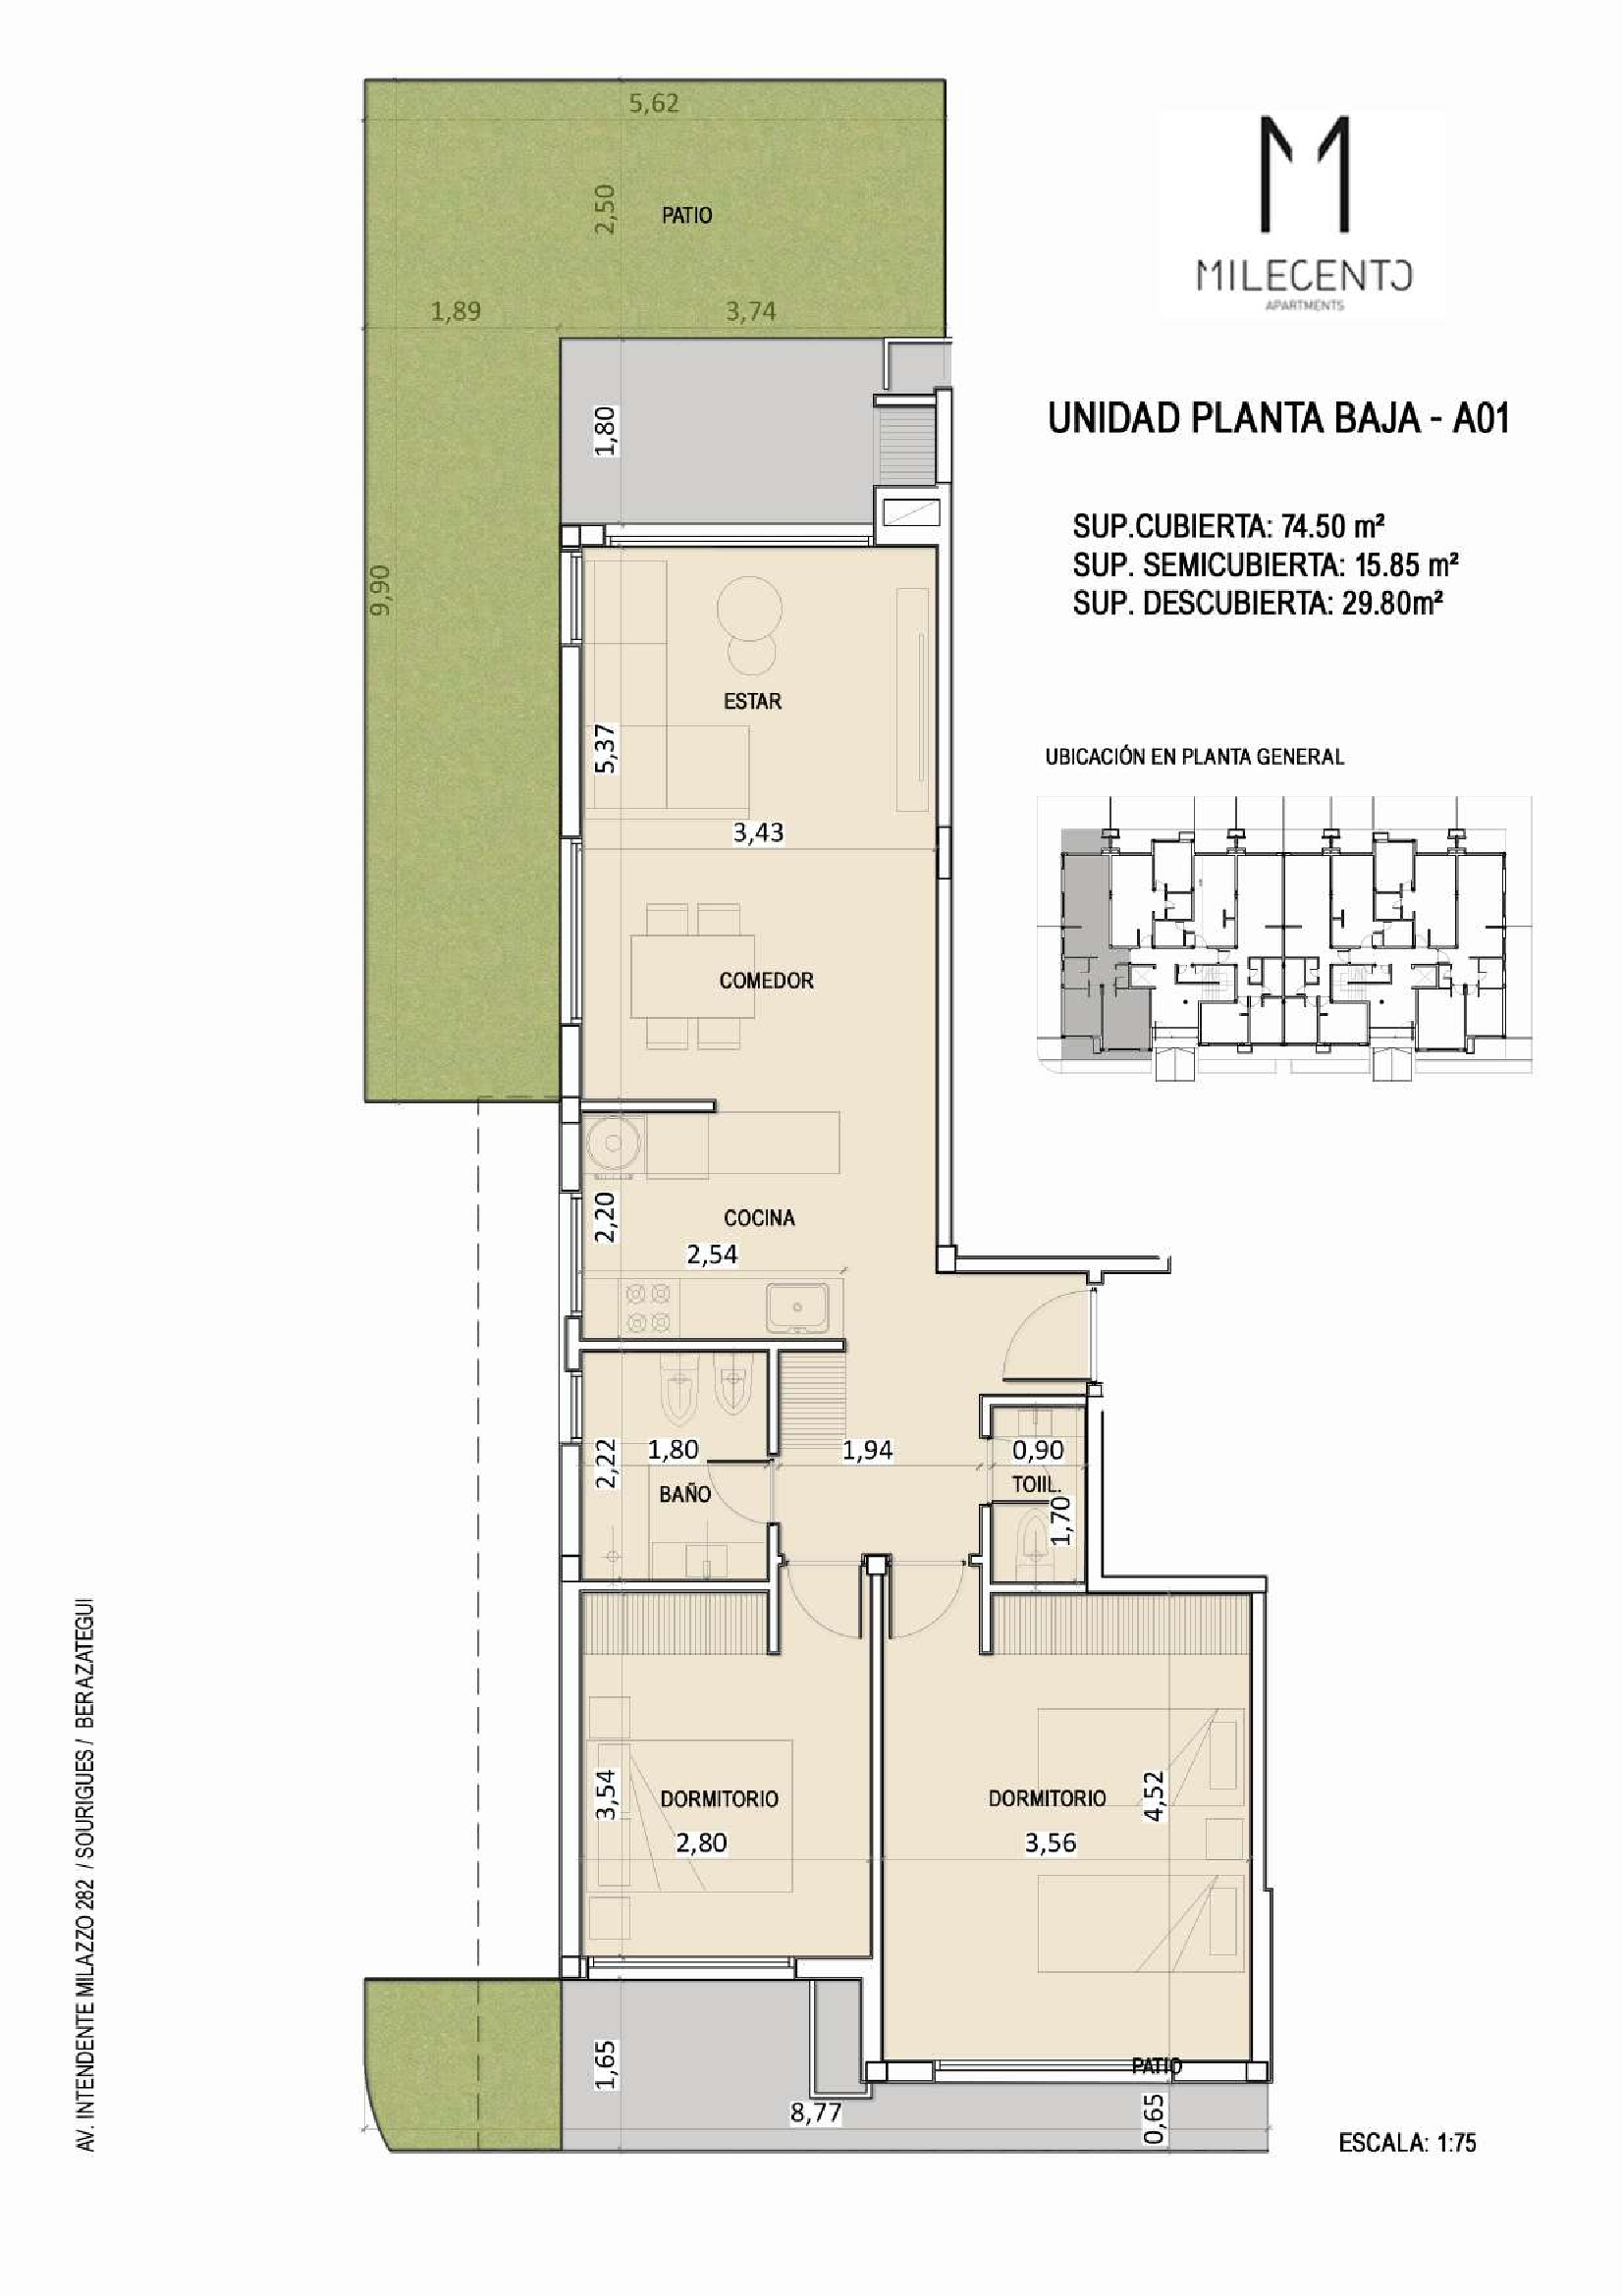 5,62
2,50
PATIO
1,89
3,74
MILECENTO
APARTMENTS
1,80
UNIDAD PLANTA BAJA - A01
SUP.CUBIERTA: 74.50 m²
SUP. SEMICUBIERTA: 15.85 m²
SUP. DESCUBIERTA: 29.80m²
9,90
ESTAR
5,37
UBICACIÓN EN PLANTA GENERAL
3,43
COMEDOR
2,20
COCINA
2,54
2,22
1,80
BAÑO
1,94
0,90
TOIIL.
1,70
3,54
DORMITORIO
2,80
DORMITORIO
3,56
4,52
AV. INTENDENTE MILAZZO 282 / SOURIGUES / BERAZATEGUI
1,65
PATIO
8,77
0,65
ESCALA: 1:75